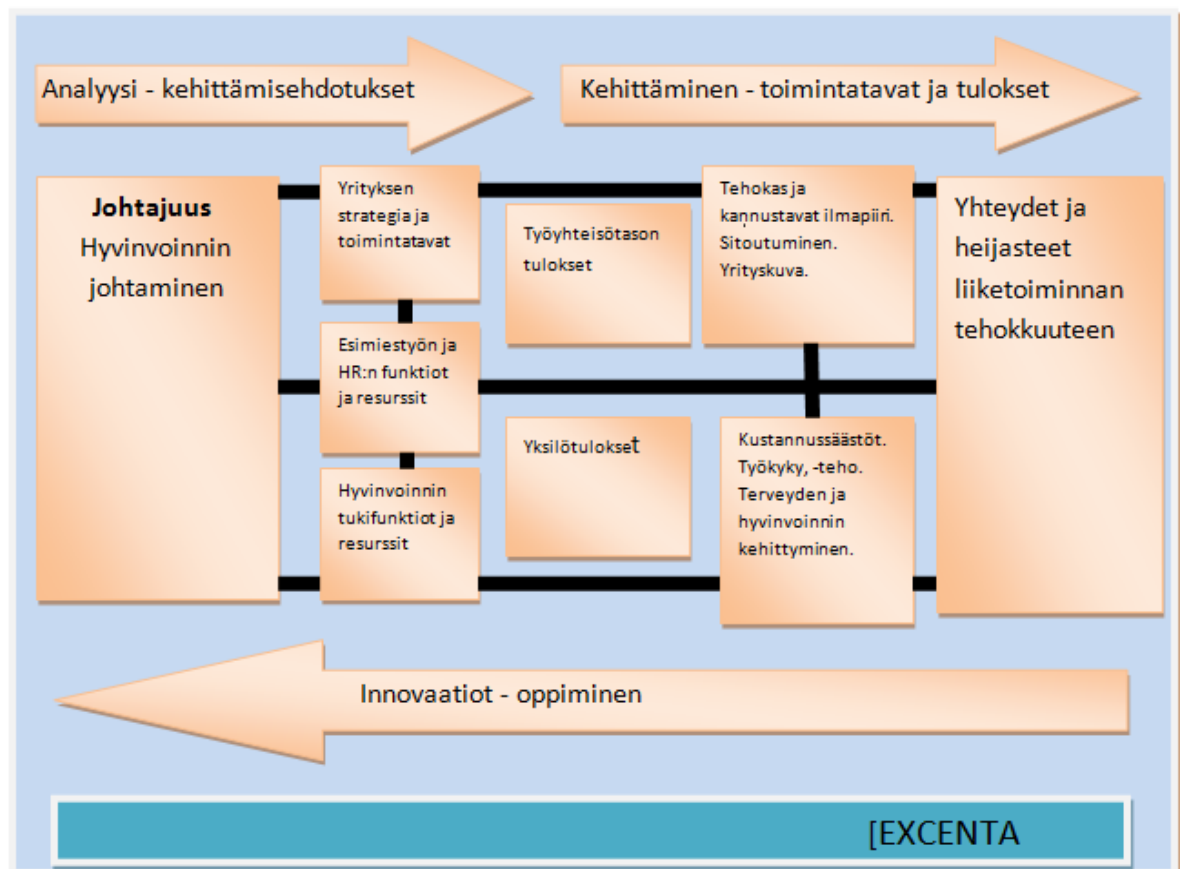 Analyysi - kehittämisehdotukset
Kehittäminen - toimintatavat ja tulokset
Johtajuus
Hyvinvoinnin
johtaminen
Yrityksen
strategia ja
toimintatavat
Esimiestyön ja
HR:n funktiot
ja resurssit
Hyvinvoinnin
tukifunktiot ja
resurssit
Työyhteisötason
tulokset
Yksilötulokset
Tehokas ja
kannustavat ilmapiiri.
Sitoutuminen.
Yrityskuva.
Kustannussäästöt.
Työkyky, -teho.
Terveyden ja
hyvinvoinnin
kehittyminen.
Yhteydet ja
heijasteet
liiketoiminnan
tehokkuuteen
Innovaatiot - oppiminen
[EXCENTA